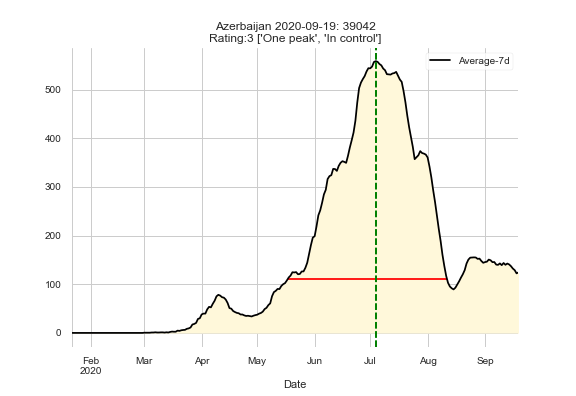 Azerbaijan 2020-09-19: 39042
Rating:3 ['One peak', 'In control']
Average-7d
500
400
300
200
100
0
Feb Mar Apr May Jun Jul Aug Sep
2020
Date